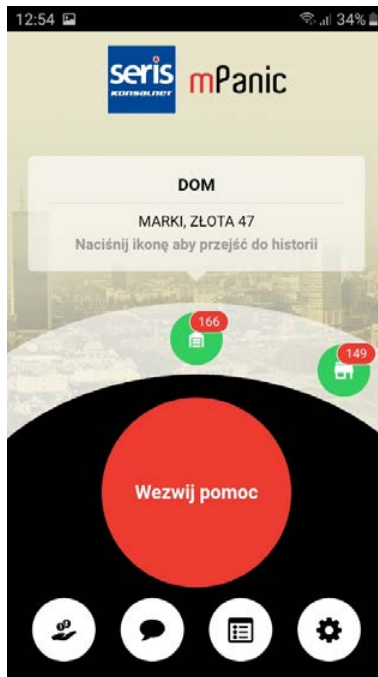 12:54 34%
seris
KONSALNET
mPanic
DOM
MARKI, ZŁOTA 47
Naciśnij ikonę aby przejść do historii
166
149
Wezwij pomoc